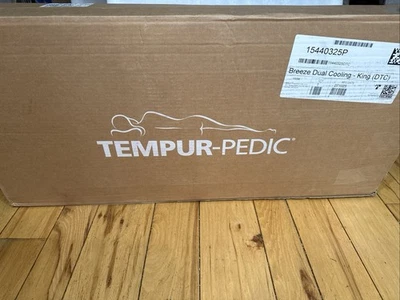 15440325P
Breeze Dual Cooling - King (DTC)
TEMPUR-PEDIC